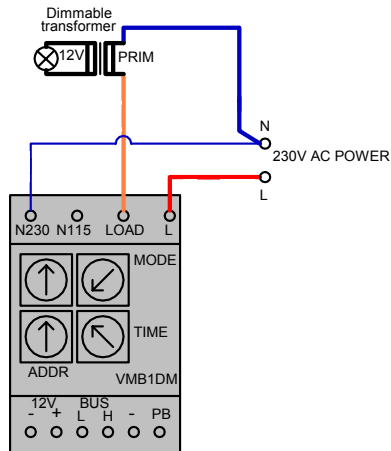 Dimmable
transformer
12V
PRIM
N
230V AC POWER
L
N230 N115 LOAD L
MODE
TIME
ADDR
VMB1DM
12V BUS
- + L H - PB